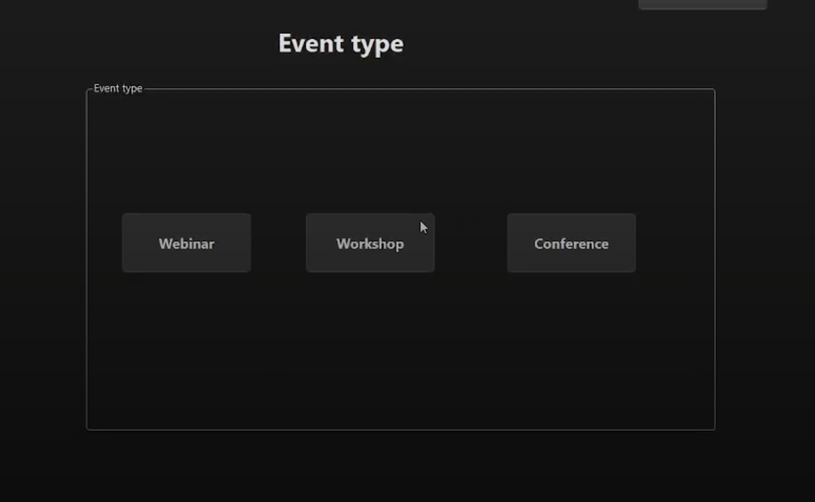 Event type
Event type
Webinar
Workshop
Conference